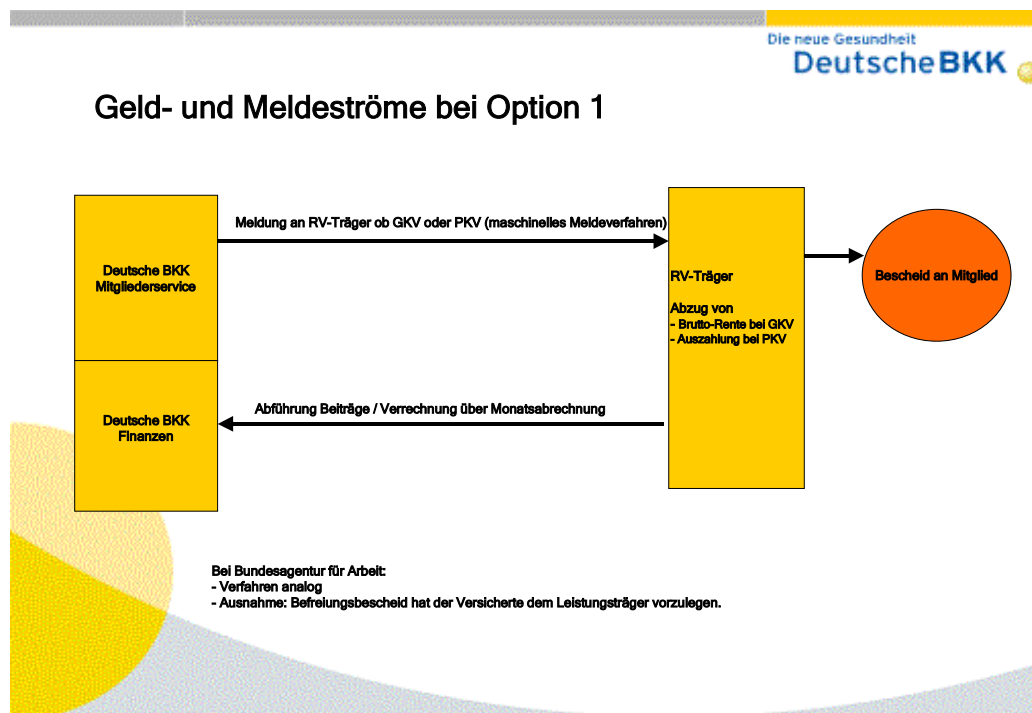 Die neue Gesundheit
DeutscheBKK
Geld- und Meldeströme bei Option 1
Meldung an RV-Träger ob GKV oder PKV (maschinelles Meldeverfahren)
Deutsche BKK
Mitgliederservice
RV-Träger
Abzug von
- Brutto-Rente bei GKV
- Auszahlung bei PKV
Bescheid an Mitglied
Abführung Beiträge / Verrechnung über Monatsabrechnung
Deutsche BKK
Finanzen
Bei Bundesagentur für Arbeit:
- Verfahren analog
- Ausnahme: Befreiungsbescheid hat der Versicherte dem Leistungsträger vorzulegen.